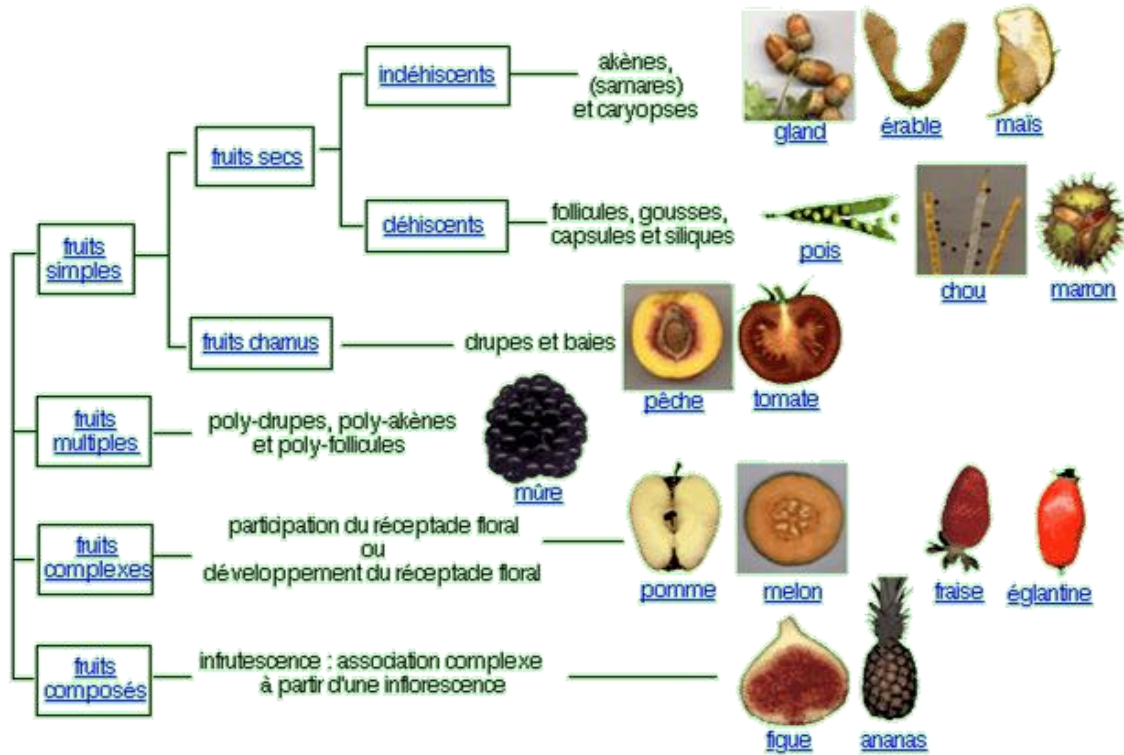 indéhiscents
akènes,
(samares)
et caryopses
gland
érable
maïs
fruits secs
déhiscents
follicules, gousses,
capsules et siliques
pois
chou
marron
fruits
simples
fruits charnus
drupes et baies
pêche
tomate
fruits
multiples
poly-drupes, poly-akènes
et poly-follicules
mûre
fruits
complexes
participation du réceptacle floral
ou
développement du réceptacle floral
pomme
melon
fraise
églantine
fruits
composés
infrutescence : association complexe
à partir d'une inflorescence
figue
ananas